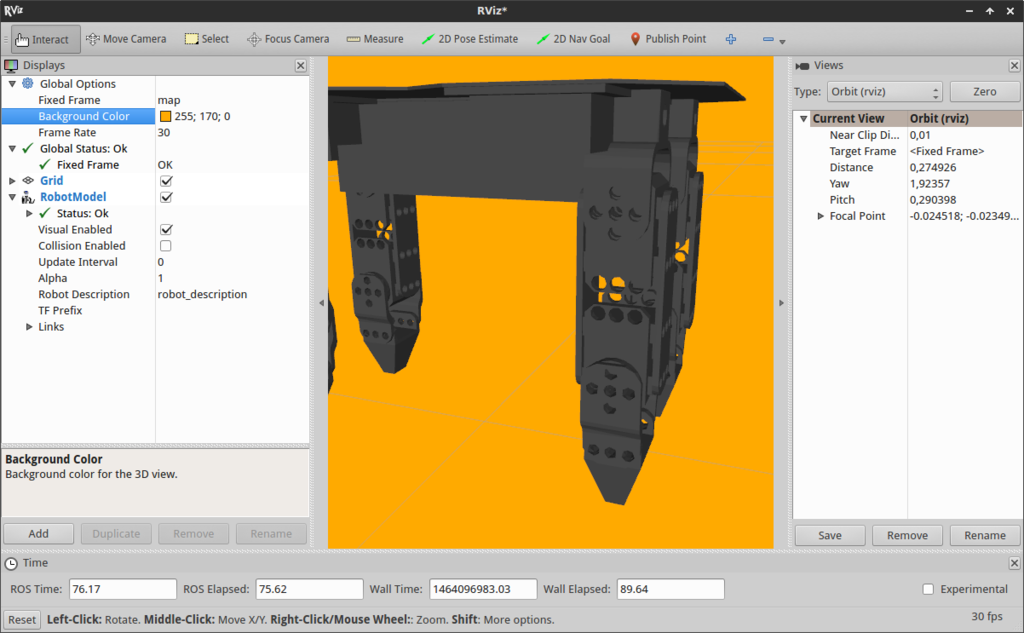 RViz RViz*
Interact Move Camera Select Focus Camera Measure 2D Pose Estimate 2D Nav Goal Publish Point
Displays
Global Options
Fixed Frame map
Background Color 255; 170; 0
Frame Rate 30
Global Status: Ok
Fixed Frame OK
Grid
RobotModel
Status: Ok
Visual Enabled
Collision Enabled
Update Interval 0
Alpha 1
Robot Description robot_description
TF Prefix
Links
Background Color
Background color for the 3D view.
Add Duplicate Remove Rename
Views
Type: Orbit (rviz) Zero
Current View Orbit (rviz)
Near Clip Di... 0,01
Target Frame <Fixed Frame>
Distance 0,274926
Yaw 1,92357
Pitch 0,290398
Focal Point -0.024518; -0.02349...
Save Remove Rename
Time
ROS Time: 76.17 ROS Elapsed: 75.62 Wall Time: 1464096983.03 Wall Elapsed: 89.64 Experimental
Reset Left-Click: Rotate. Middle-Click: Move X/Y. Right-Click/Mouse Wheel:: Zoom. Shift: More options. 30 fps